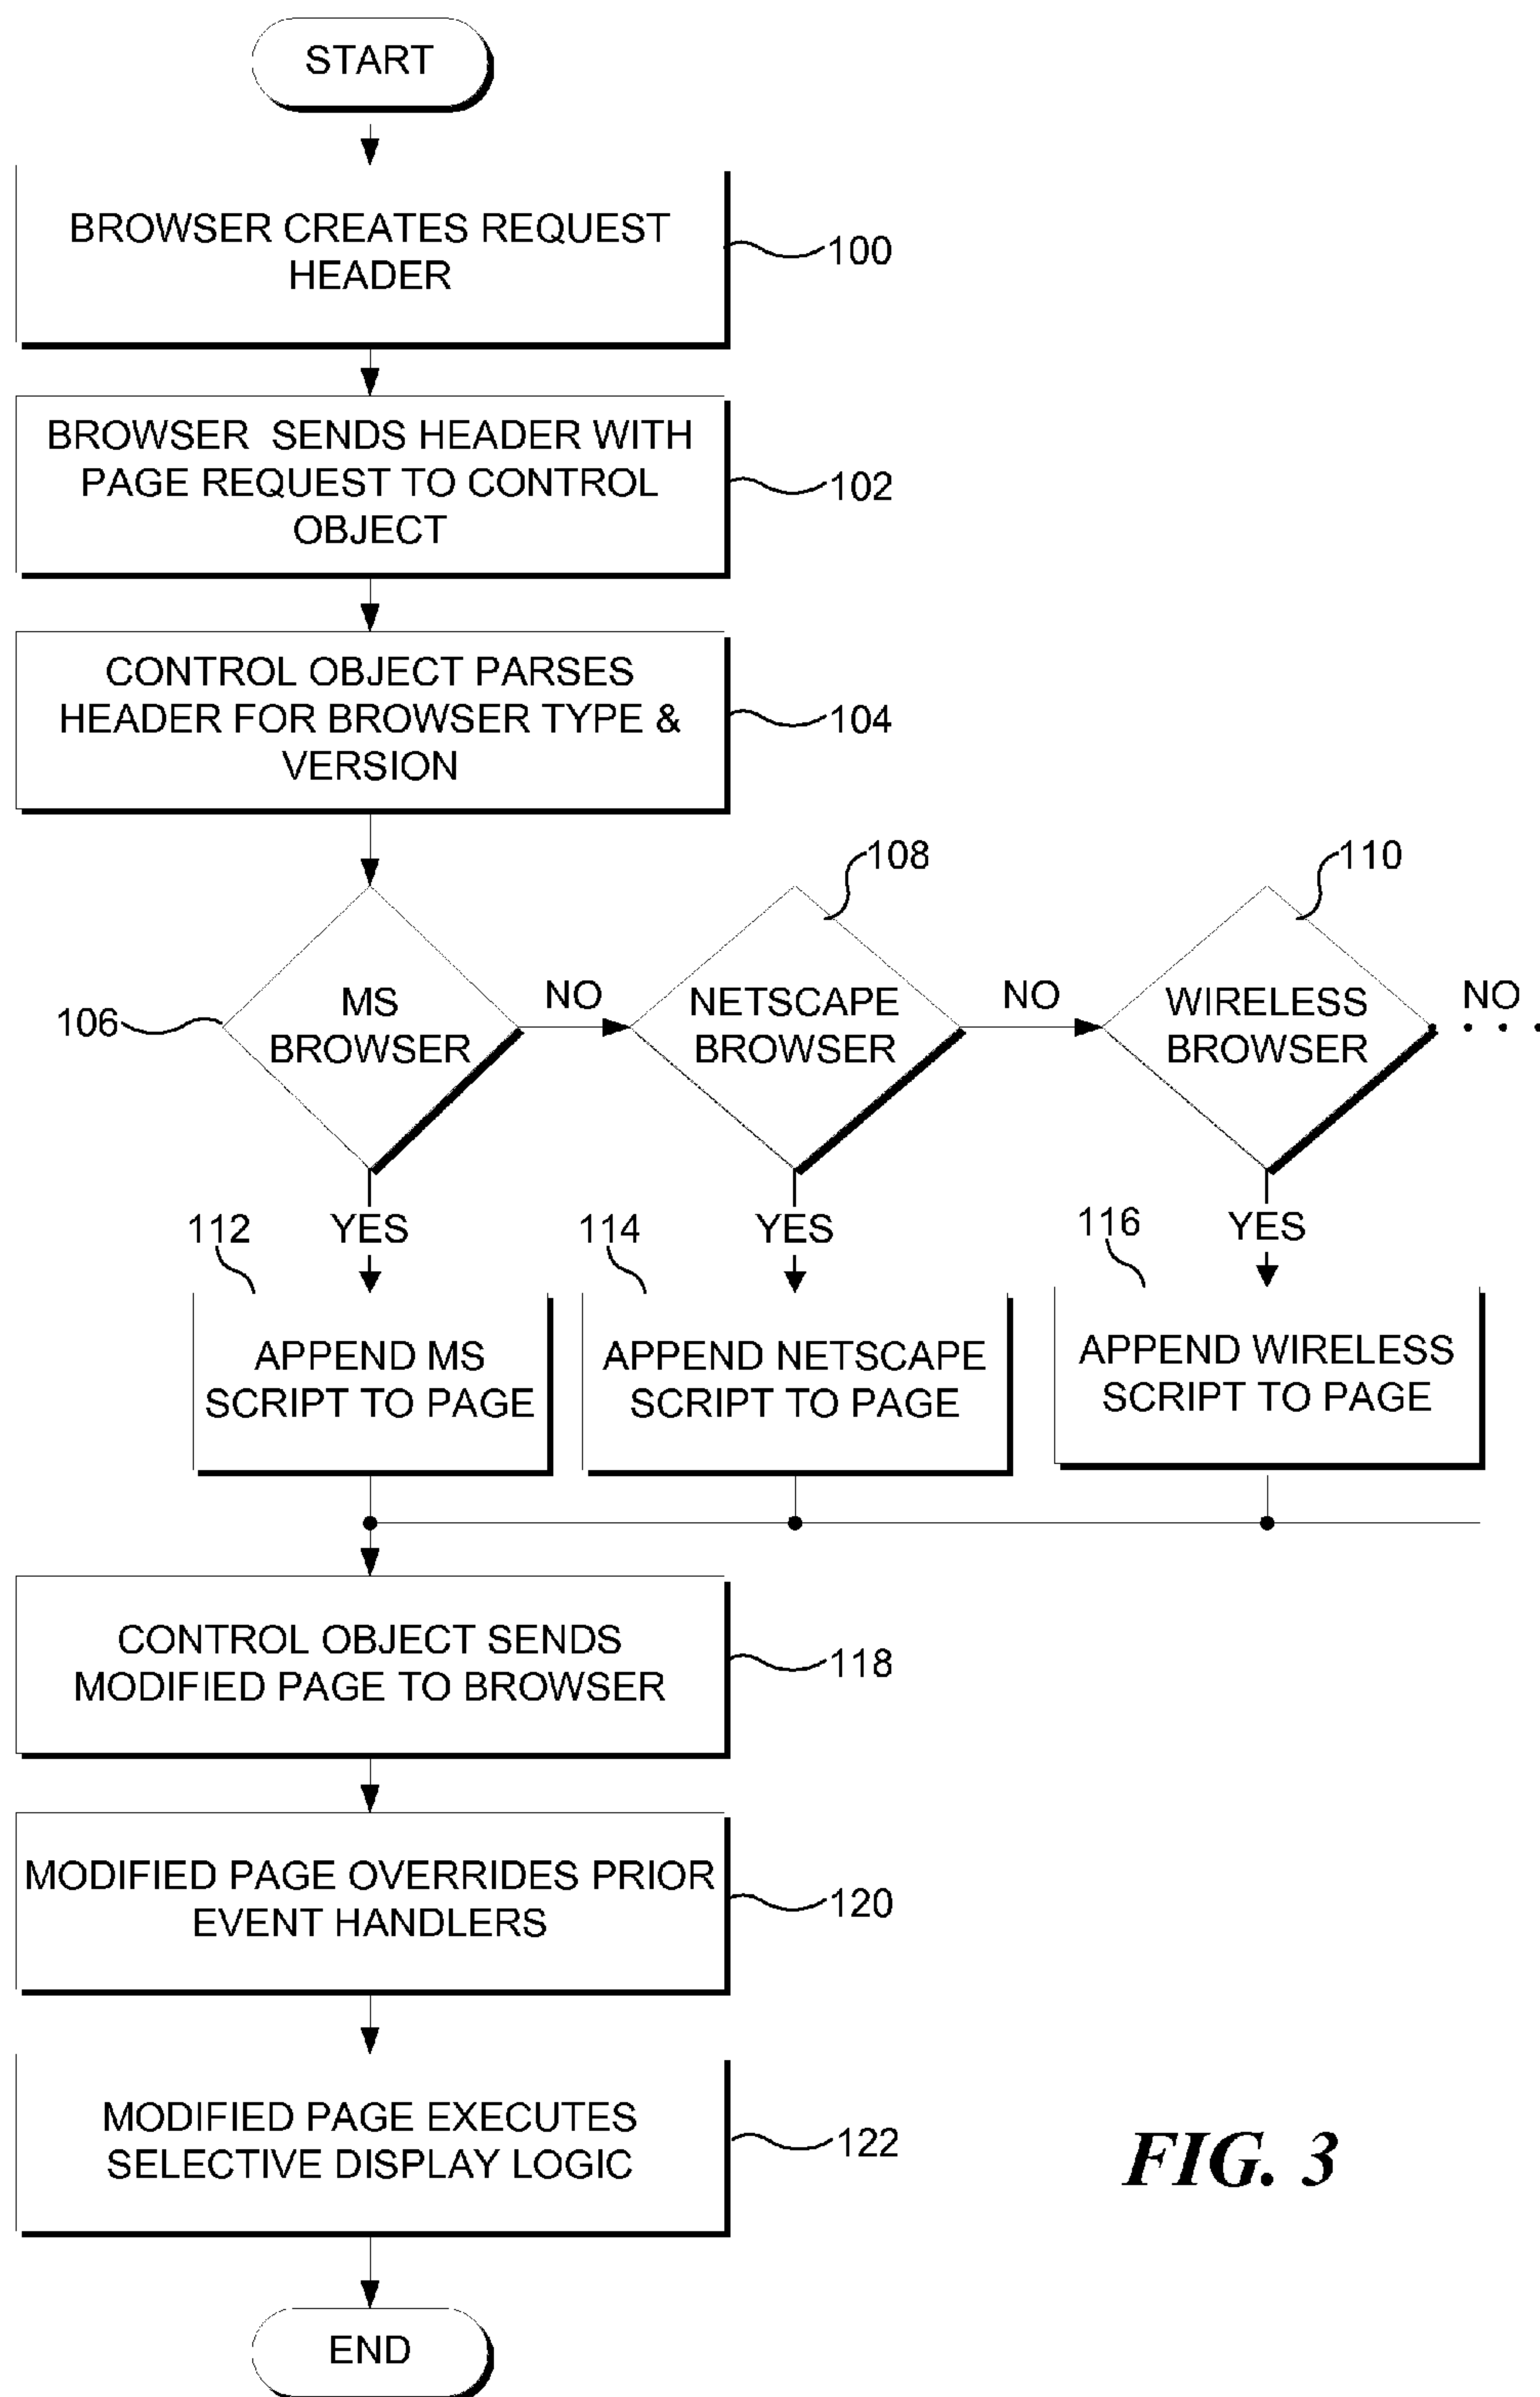 START
BROWSER CREATES REQUEST
HEADER
100
BROWSER SENDS HEADER WITH
PAGE REQUEST TO CONTROL
OBJECT
102
CONTROL OBJECT PARSES
HEADER FOR BROWSER TYPE &
VERSION
104
108
110
106
MS
BROWSER
NO
NETSCAPE
BROWSER
NO
WIRELESS
BROWSER
NO
112
YES
114
YES
116
YES
APPEND MS
SCRIPT TO PAGE
APPEND NETSCAPE
SCRIPT TO PAGE
APPEND WIRELESS
SCRIPT TO PAGE
CONTROL OBJECT SENDS
MODIFIED PAGE TO BROWSER
118
MODIFIED PAGE OVERRIDES PRIOR
EVENT HANDLERS
120
MODIFIED PAGE EXECUTES
SELECTIVE DISPLAY LOGIC
122
FIG. 3
END